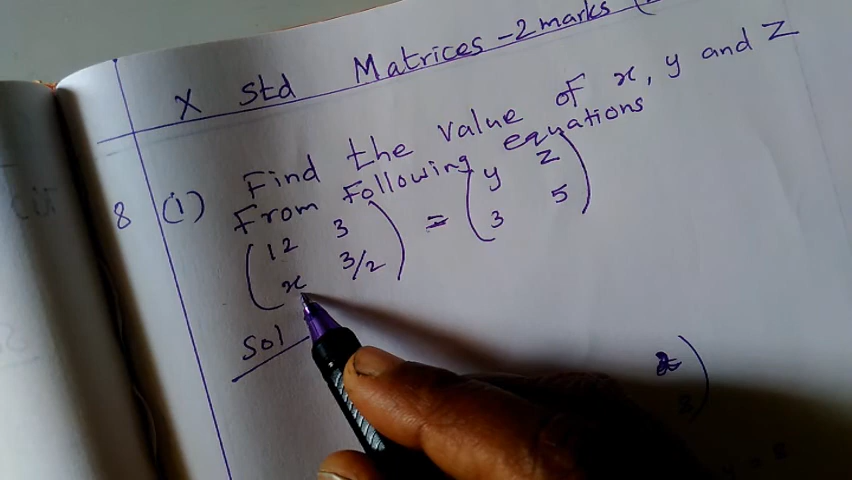 X Std Matrices - 2 marks
8 (i) Find the value of x, y and Z
From Following equations
(12 3) = (y z)
(x 3/2) (3 5)
Sol